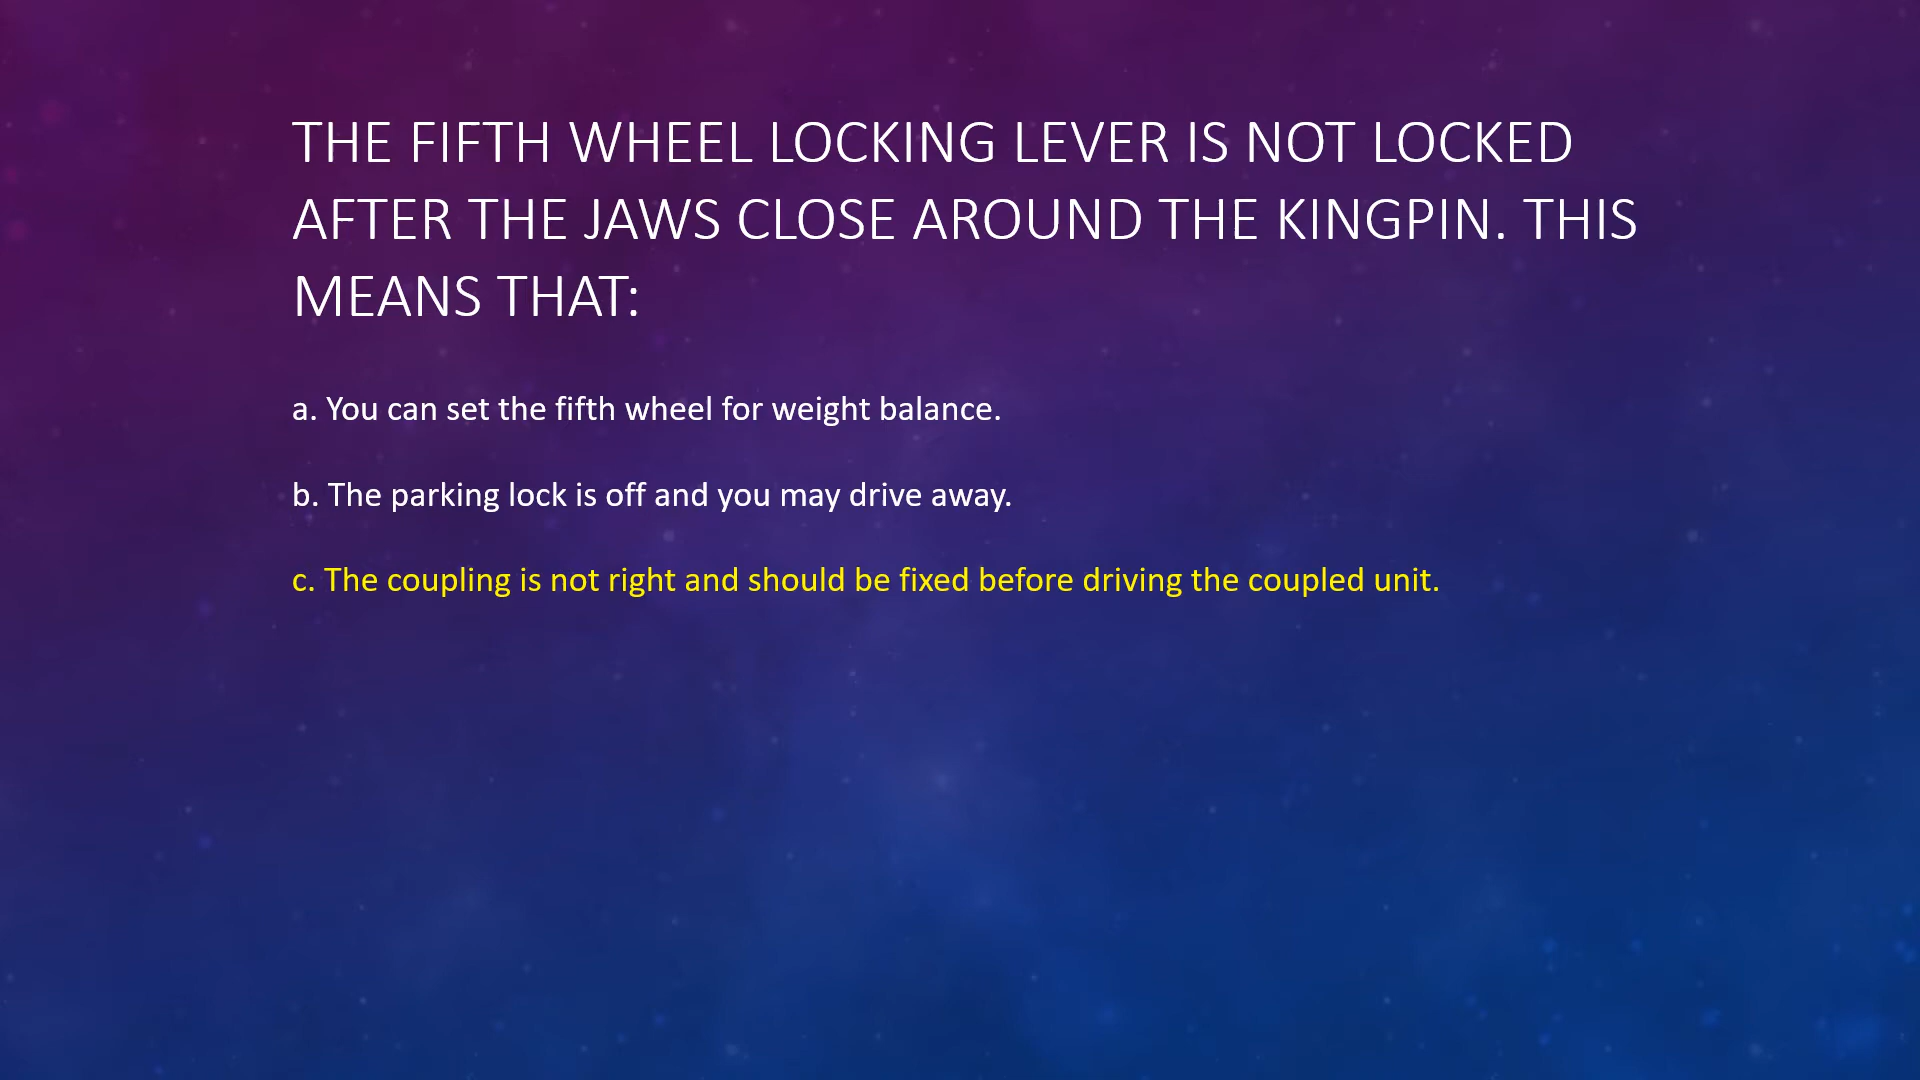 THE FIFTH WHEEL LOCKING LEVER IS NOT LOCKED
AFTER THE JAWS CLOSE AROUND THE KINGPIN. THIS
MEANS THAT:
a. You can set the fifth wheel for weight balance.
b. The parking lock is off and you may drive away.
c. The coupling is not right and should be fixed before driving the coupled unit.